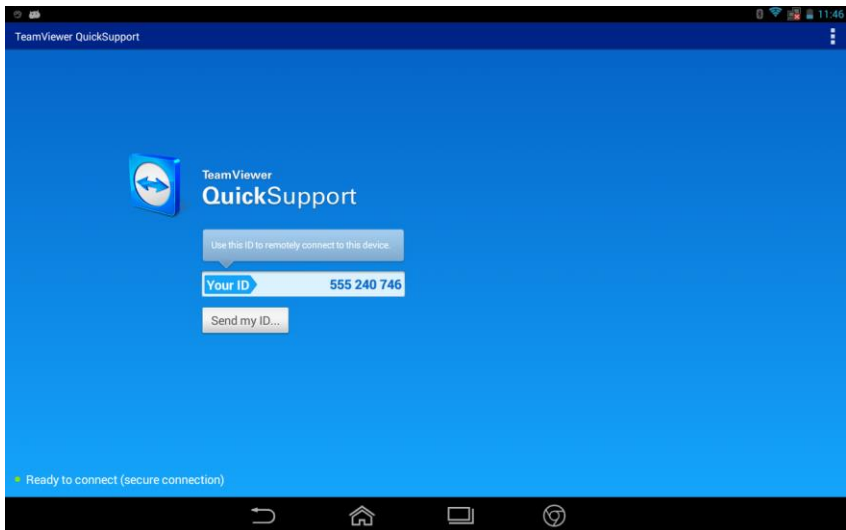 11:46
TeamViewer QuickSupport
TeamViewer
QuickSupport
Use this ID to remotely connect to this device.
Your ID 555 240 746
Send my ID...
Ready to connect (secure connection)